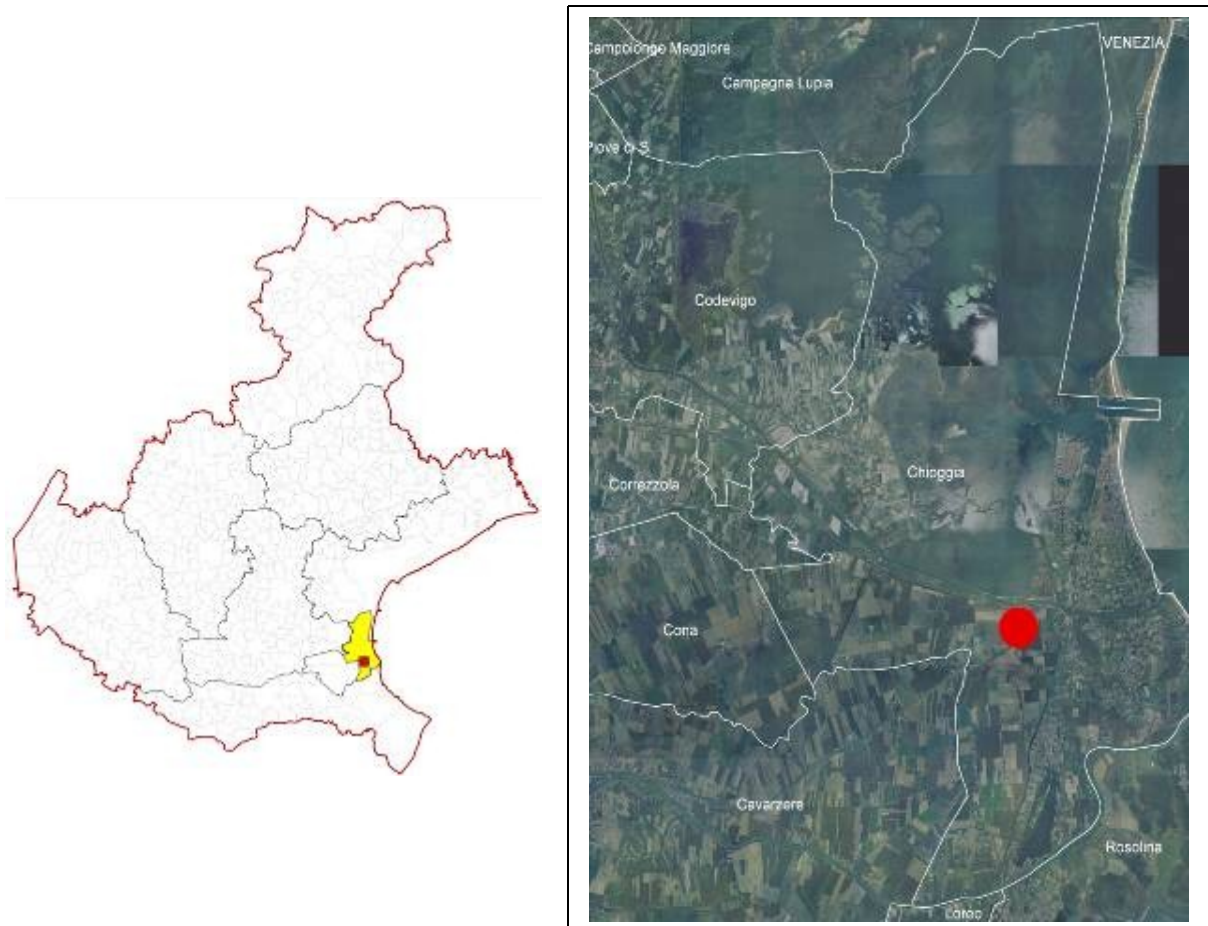 VENEZIA
Campolongo Maggiore
Campagna Lupia
Piove di S.
Codevigo
Chioggia
Correzzola
Cona
Cavarzere
Rosolina
Loreo